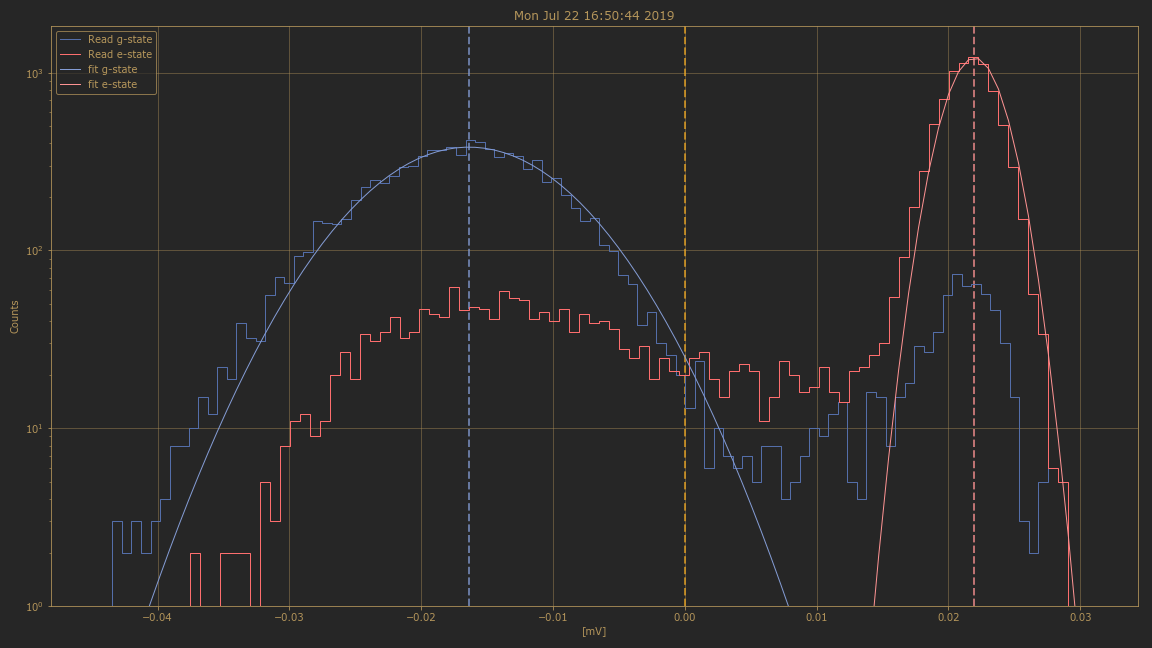 Mon Jul 22 16:50:44 2019
Read g-state
Read e-state
fit g-state
fit e-state
10³
10²
10¹
10⁰
Counts
−0.04 −0.03 −0.02 −0.01 0.00 0.01 0.02 0.03
[mV]